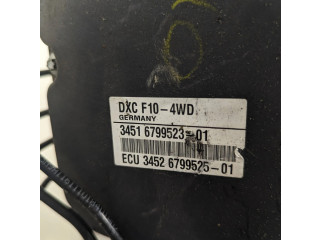 DXC F10-4WD
GERMANY
3451 6799523-01
ECU 3452 6799525-01